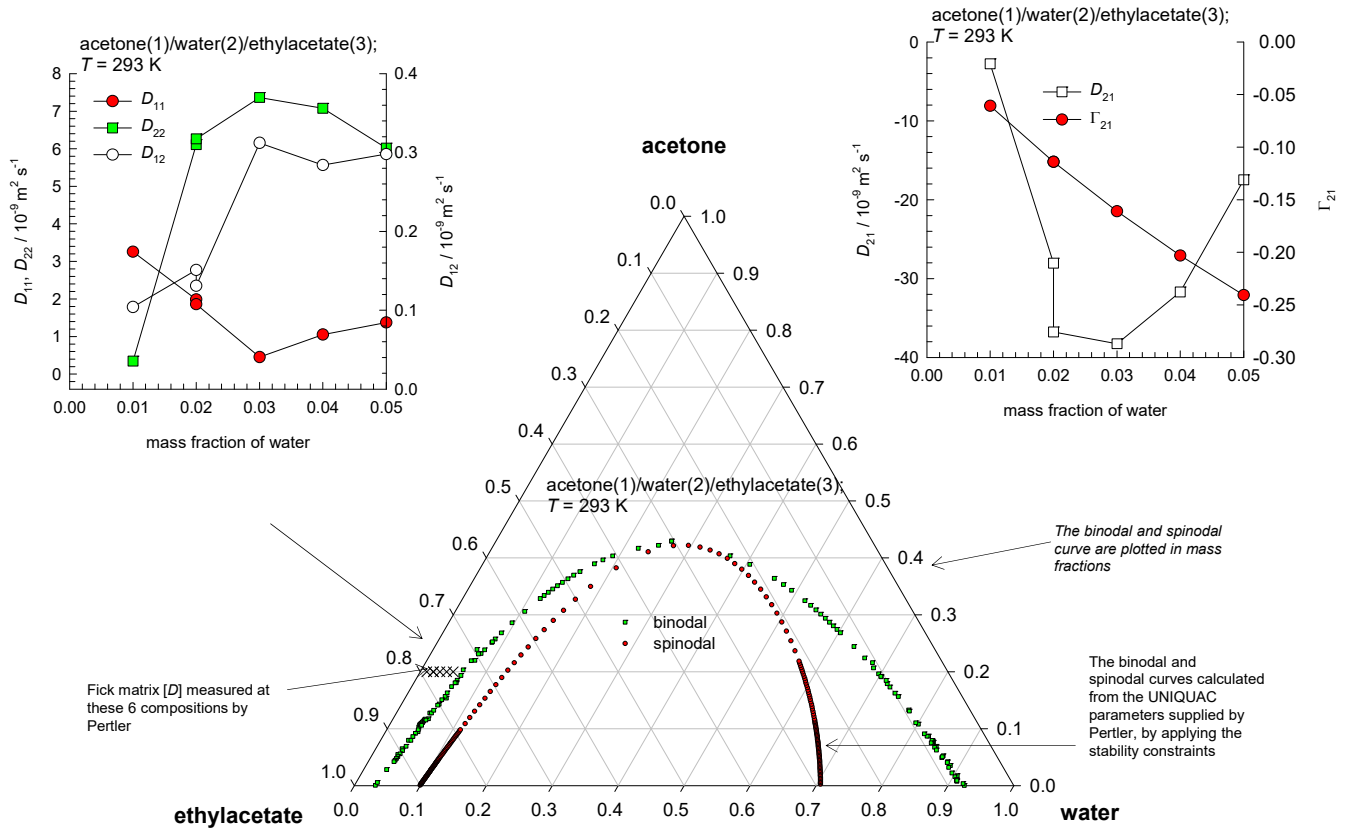 acetone(1)/water(2)/ethylacetate(3);
T = 293 K
D11
D22
D12
8
7
6
5
4
3
2
1
0
0.4
0.3
0.2
0.1
0.0
0.00 0.01 0.02 0.03 0.04 0.05
D11, D22 / 10-9 m2 s-1
D12 / 10-9 m2 s-1
mass fraction of water
acetone(1)/water(2)/ethylacetate(3);
T = 293 K
D21
Γ21
0
-10
-20
-30
-40
0.00
-0.05
-0.10
-0.15
-0.20
-0.25
-0.30
0.00 0.01 0.02 0.03 0.04 0.05
D21 / 10-9 m2 s-1
Γ21
mass fraction of water
acetone
0.0 1.0
0.1 0.9
0.2 0.8
0.3 0.7
0.4 0.6
acetone(1)/water(2)/ethylacetate(3);
T = 293 K
0.5 0.5
0.6 0.4
0.7 0.3
binodal
spinodal
0.8 0.2
0.9 0.1
1.0 0.0
0.0 0.1 0.2 0.3 0.4 0.5 0.6 0.7 0.8 0.9 1.0
ethylacetate
water
The binodal and spinodal
curve are plotted in mass
fractions
Fick matrix [D] measured at
these 6 compositions by
Pertler
The binodal and
spinodal curves calculated
from the UNIQUAC
parameters supplied by
Pertler, by applying the
stability constraints